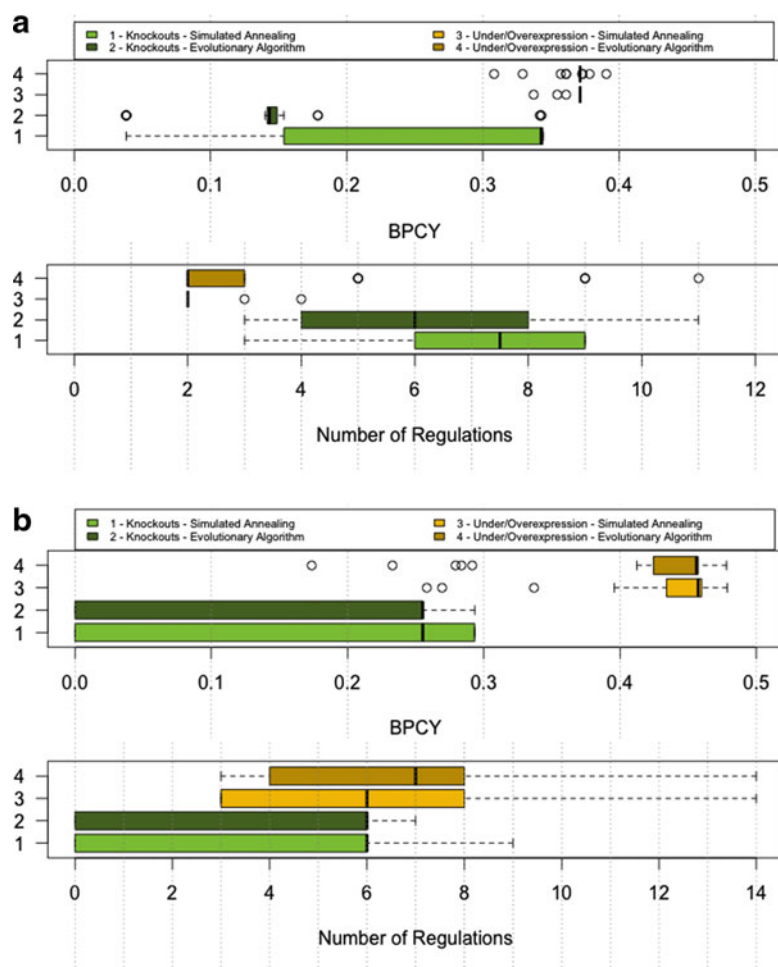 a
1 - Knockouts - Simulated Annealing 3 - Under/Overexpression - Simulated Annealing
2 - Knockouts - Evolutionary Algorithm 4 - Under/Overexpression - Evolutionary Algorithm
4
3
2
1
0.0 0.1 0.2 0.3 0.4 0.5
BPCY
4
3
2
1
0 2 4 6 8 10 12
Number of Regulations
b
1 - Knockouts - Simulated Annealing 3 - Under/Overexpression - Simulated Annealing
2 - Knockouts - Evolutionary Algorithm 4 - Under/Overexpression - Evolutionary Algorithm
4
3
2
1
0.0 0.1 0.2 0.3 0.4 0.5
BPCY
4
3
2
1
0 2 4 6 8 10 12 14
Number of Regulations